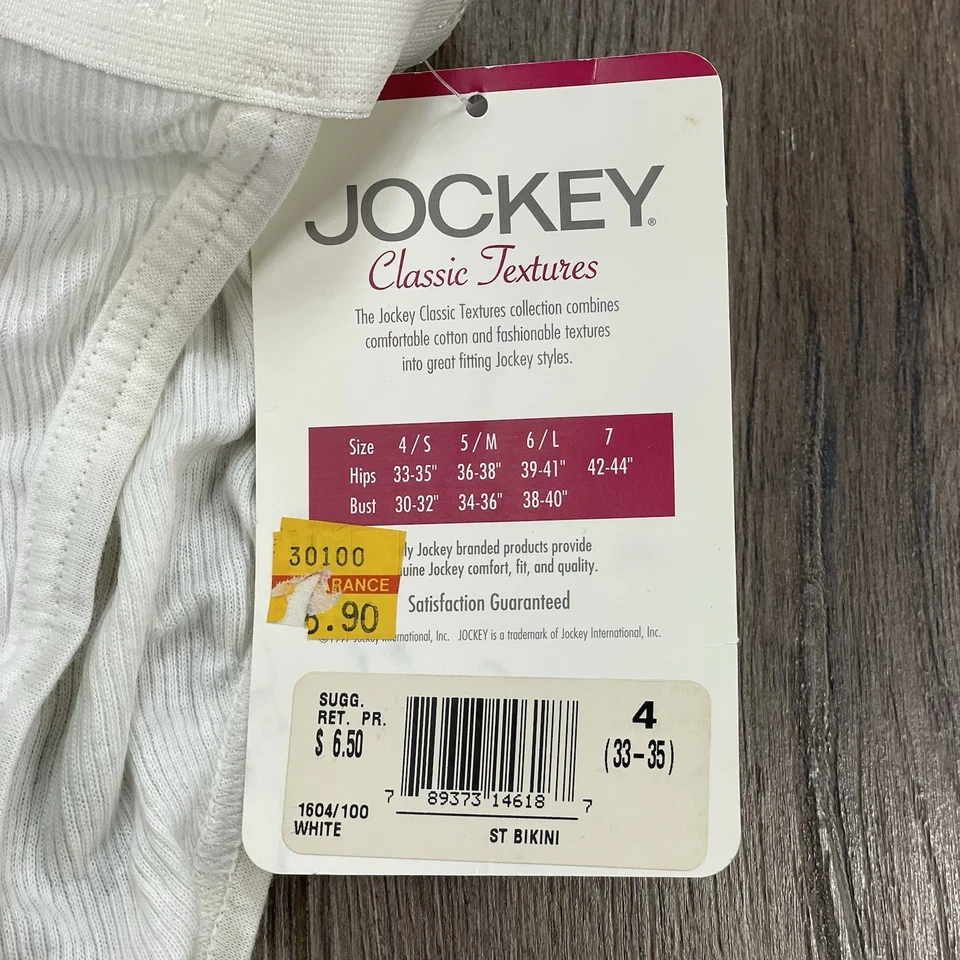 JOCKEY®
Classic Textures
The Jockey Classic Textures collection combines
comfortable cotton and fashionable textures
into great fitting Jockey styles.
Size 4/S 5/M 6/L 7
Hips 33-35" 36-38" 39-41" 42-44"
Bust 30-32" 34-36" 38-40"
Jockey branded products provide
Jockey comfort, fit, and quality.
Satisfaction Guaranteed
Inc. JOCKEY is a trademark of Jockey International, Inc.
30100
RANCE
.90
SUGG.
RET. PR.
$ 6.50
4
(33-35)
7 89373 14618 7
1604/100
WHITE
ST BIKINI